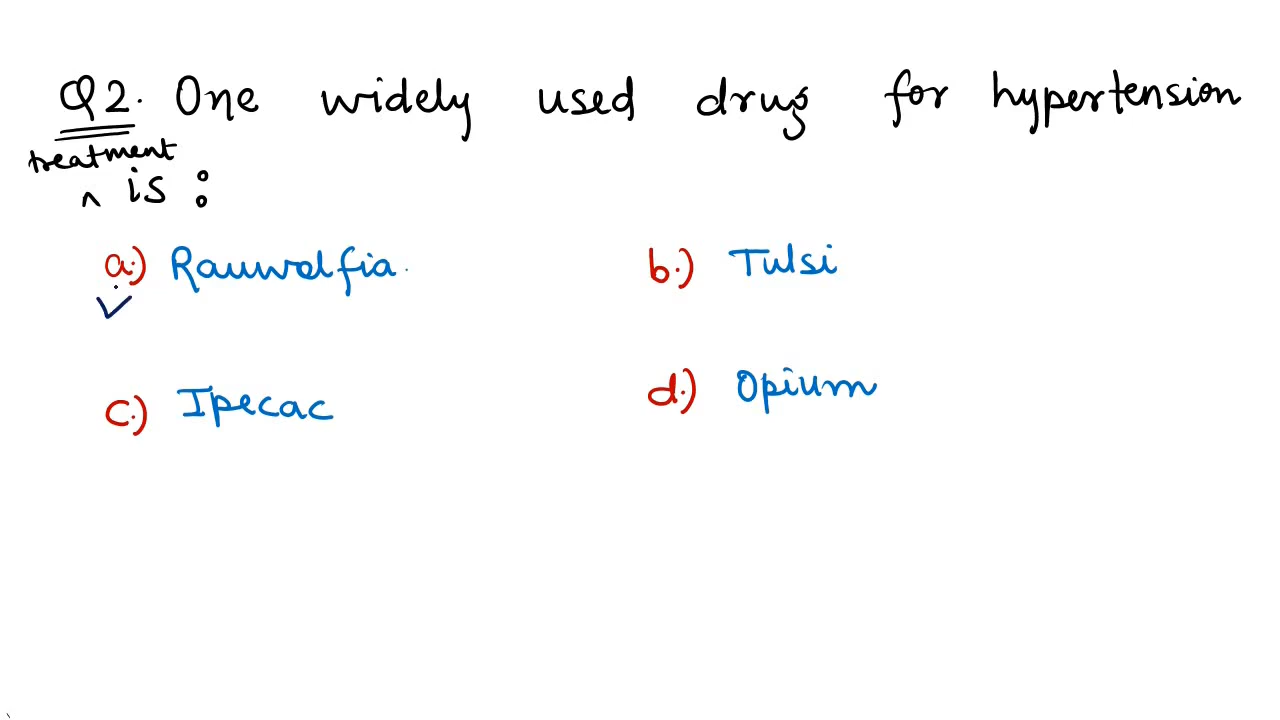 Q2. One widely used drug for hypertension
treatment
^ is :
a.) Rauwolfia.
b.) Tulsi
c.) Ipecac
d.) Opium